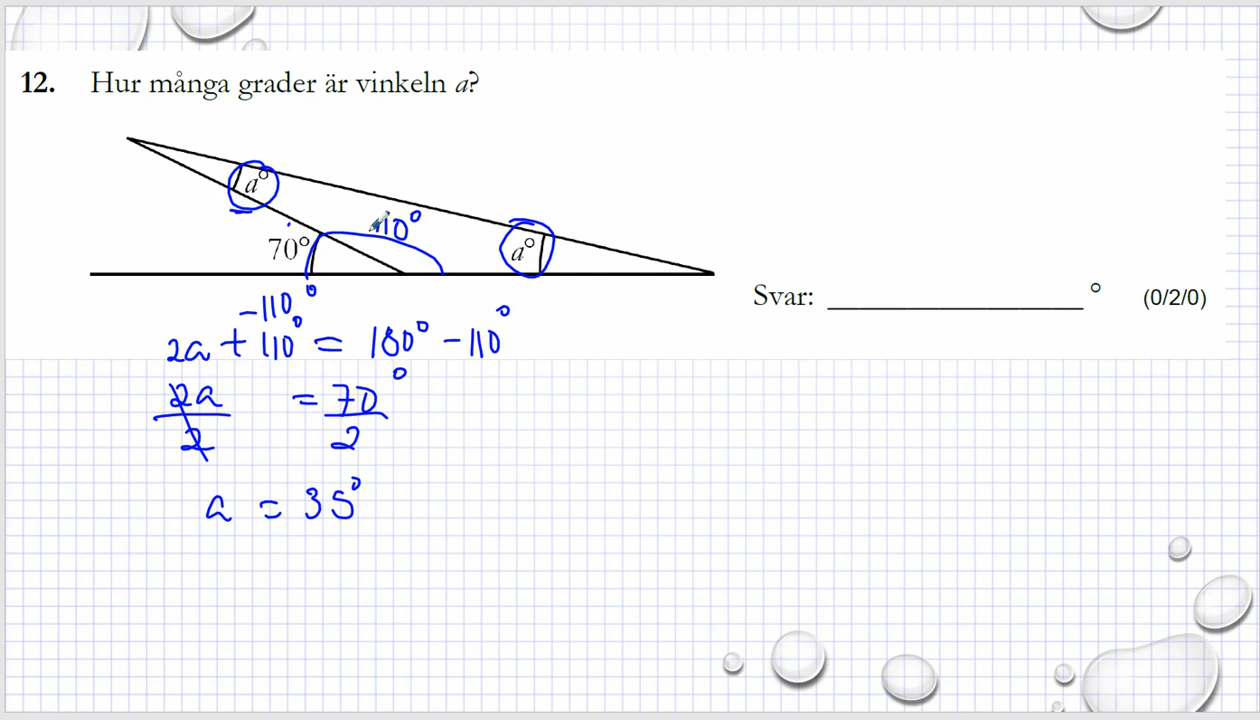 12. Hur många grader är vinkeln a?
a°
110°
70°
a°
Svar: ____________________ ° (0/2/0)
-110°
2a + 110° = 180° - 110°
2a/2 = 70°/2
a = 35°